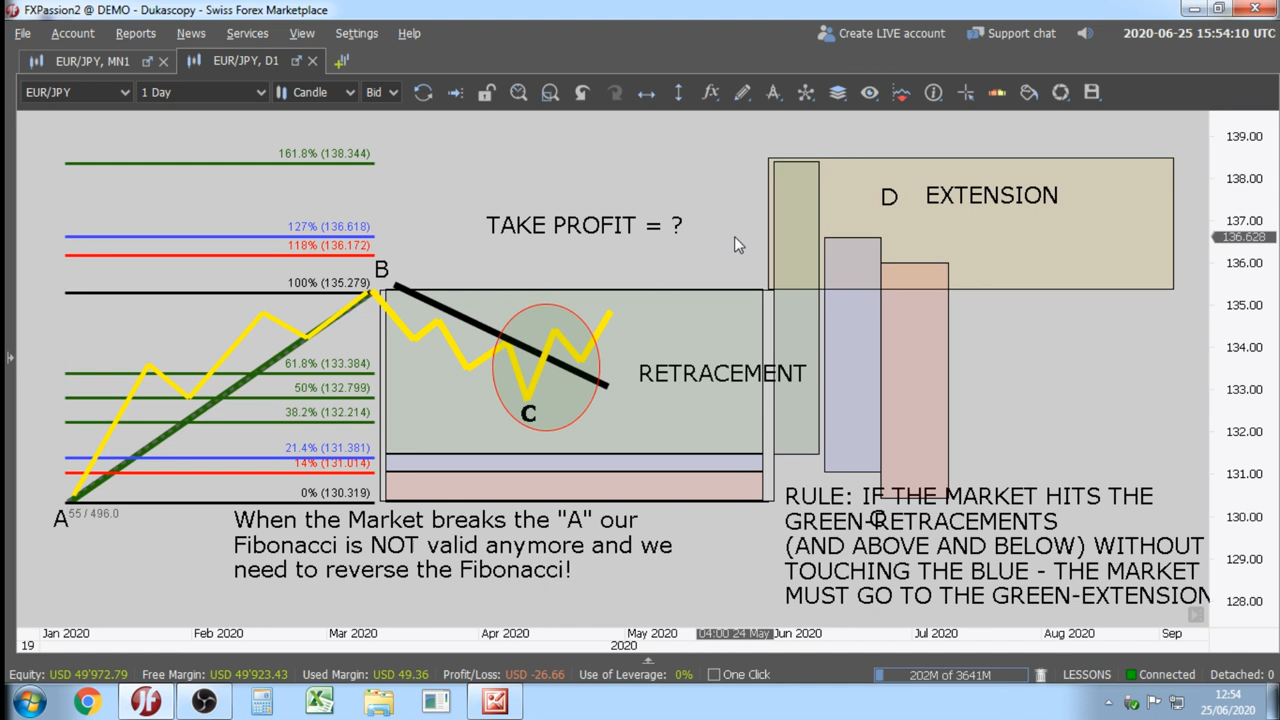 FXPassion2 @ DEMO - Dukascopy - Swiss Forex Marketplace
File Account Reports News Services View Settings Help
Create LIVE account Support chat 2020-06-25 15:54:10 UTC
EUR/JPY, MN1 EUR/JPY, D1
EUR/JPY 1 Day Candle Bid
139.00
161.8% (138.344)
138.00
D EXTENSION
127% (136.618)
TAKE PROFIT = ?
137.00
136.628
118% (136.172)
136.00
B
100% (135.279)
135.00
134.00
61.8% (133.384)
RETRACEMENT
50% (132.799)
133.00
C
38.2% (132.214)
132.00
21.4% (131.381)
14% (131.014)
131.00
0% (130.319)
A 55 / 496.0
130.00
129.00
128.00
When the Market breaks the "A" our
Fibonacci is NOT valid anymore and we
need to reverse the Fibonacci!
RULE: IF THE MARKET HITS THE
GREEN-RETRACEMENTS
C
(AND ABOVE AND BELOW) WITHOUT
TOUCHING THE BLUE - THE MARKET
MUST GO TO THE GREEN-EXTENSION
Jan 2020 Feb 2020 Mar 2020 Apr 2020 May 2020 04:00 24 May Jun 2020 Jul 2020 Aug 2020 Sep
19 2020
Equity: USD 49'972.79 Free Margin: USD 49'923.43 Used Margin: USD 49.36 Profit/Loss: USD -26.66 Use of Leverage: 0% One Click 202M of 3641M LESSONS Connected Detached: 0
12:54
25/06/2020